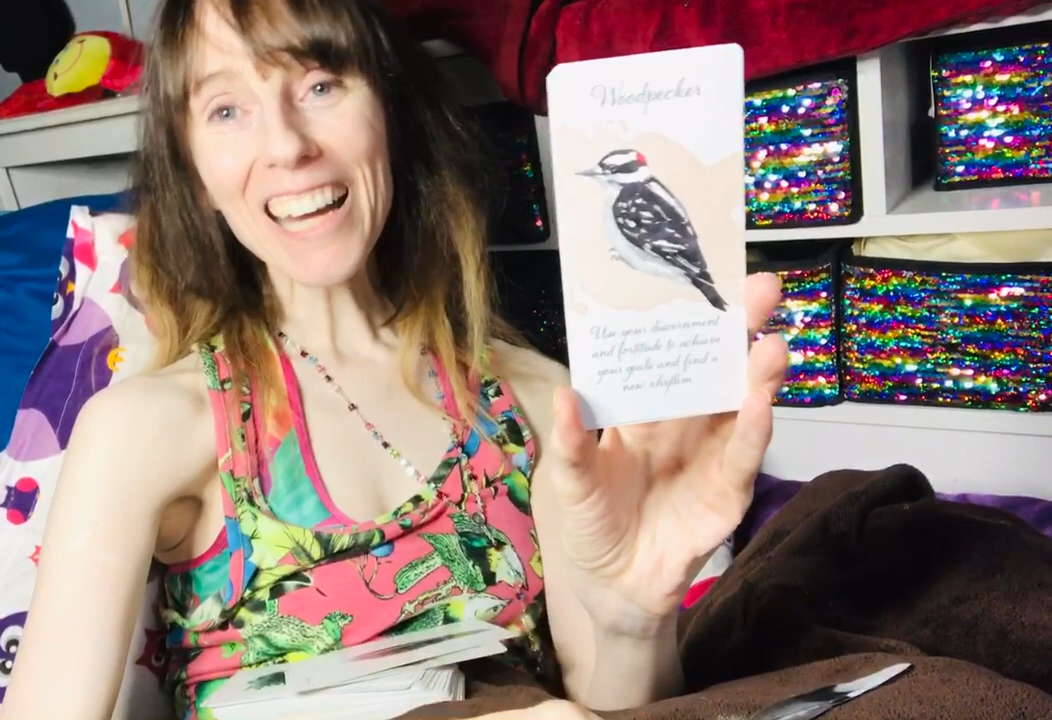 Woodpecker
Use your discernment
and fortitude to achieve
your goals and find a
new rhythm